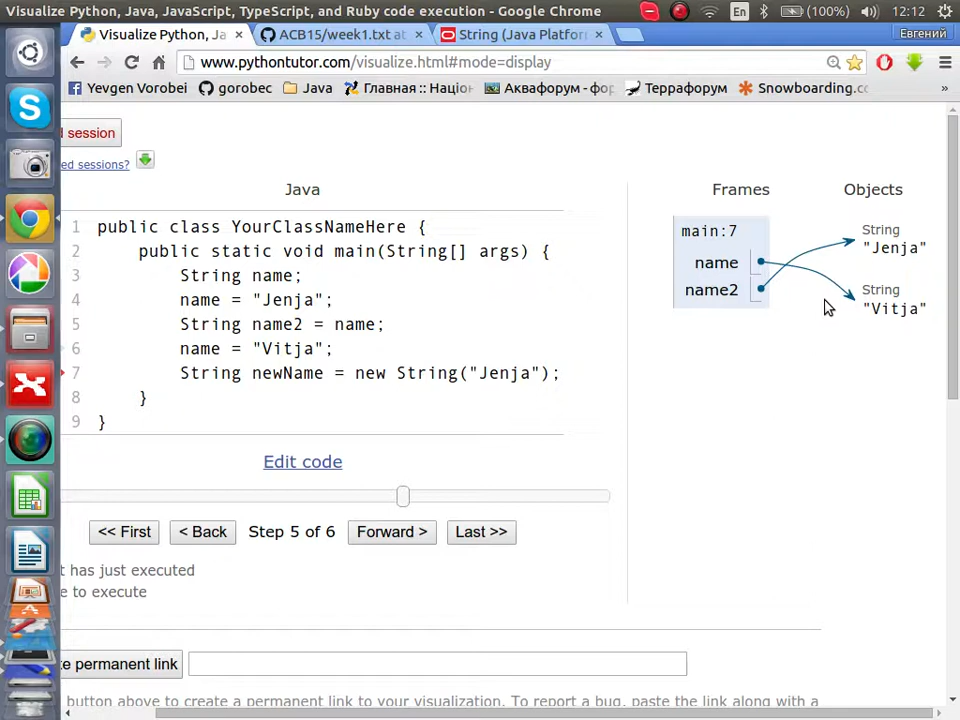 Visualize Python, Java, JavaScript, TypeScript, and Ruby code execution - Google Chrome
En (100%) 12:12
Visualize Python, Ja ×
ACB15/week1.txt at ×
String (Java Platfor ×
Евгений
www.pythontutor.com/visualize.html#mode=display
Yevgen Vorobei
gorobec
Java
Главная :: Націо
Аквафорум - фор
Террафорум
Snowboarding.co
»
d session
ed sessions?
Java
Frames
Objects
1 public class YourClassNameHere {
2 public static void main(String[] args) {
3 String name;
4 name = "Jenja";
5 String name2 = name;
6 name = "Vitja";
7 String newName = new String("Jenja");
8 }
9 }
main:7
name
name2
String
"Jenja"
String
"Vitja"
Edit code
<< First
< Back
Step 5 of 6
Forward >
Last >>
t has just executed
e to execute
e permanent link
button above to create a permanent link to your visualization. To report a bug, paste the link along with a